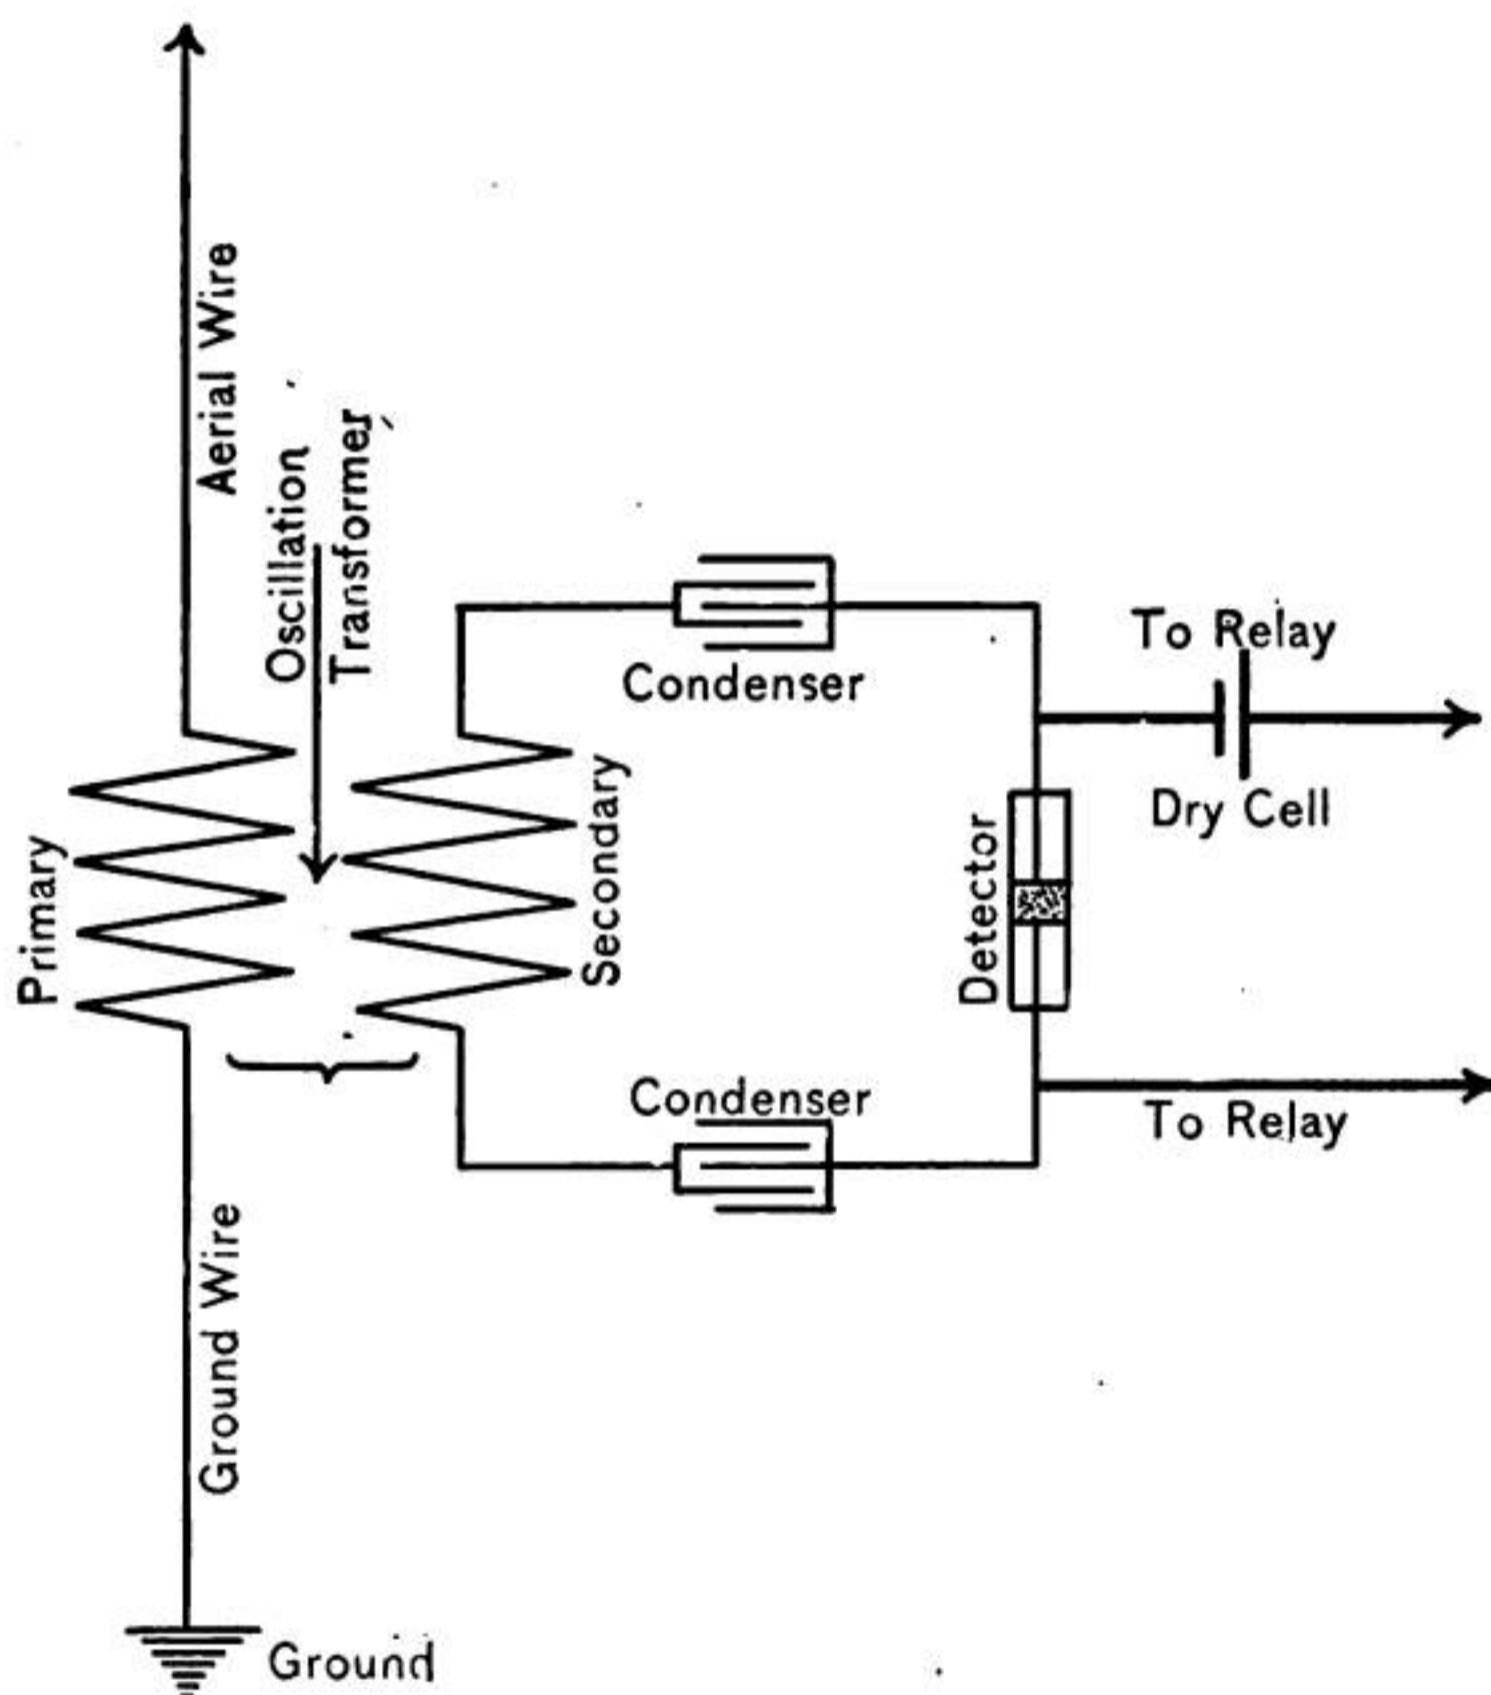 Aerial Wire
Oscillation
Transformer
Condenser
To Relay
Dry Cell
Primary
Secondary
Detector
Condenser
To Relay
Ground Wire
Ground